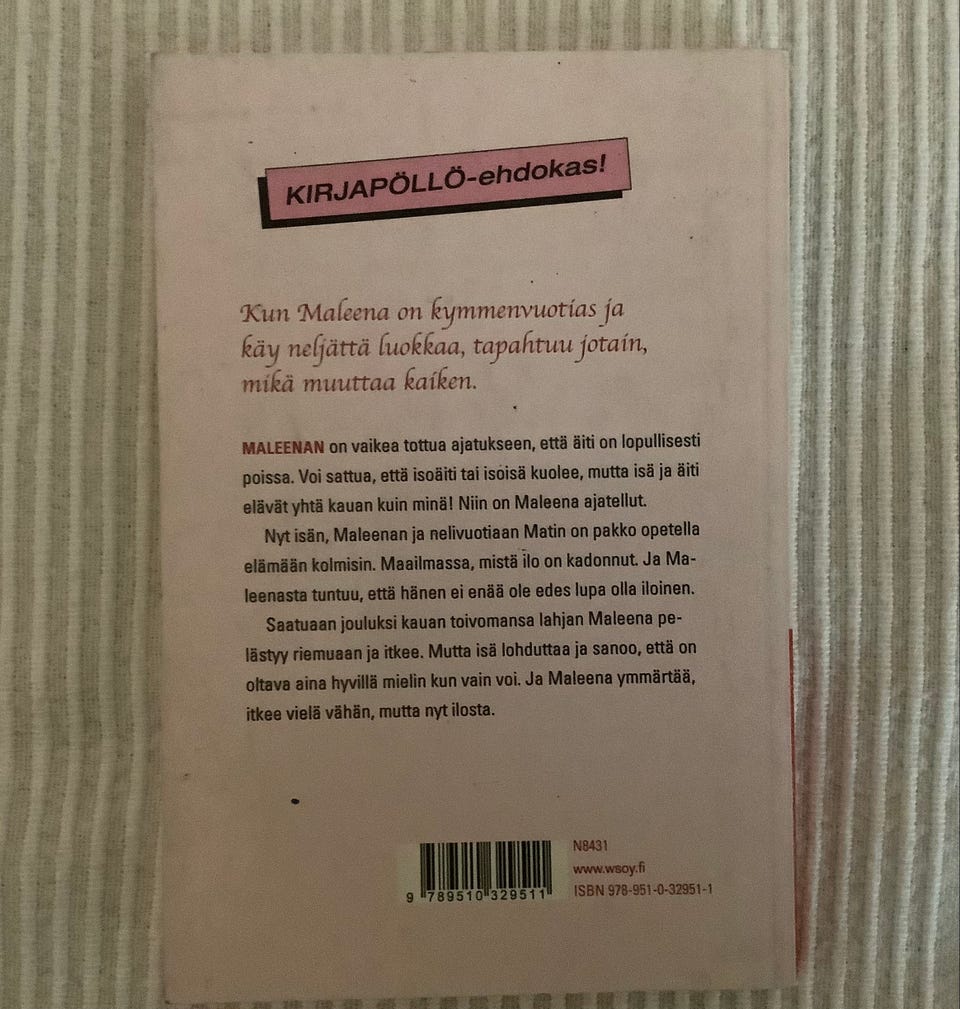 KIRJAPÖLLÖ-ehdokas!
Kun Maleena on kymmenvuotias ja
käy neljättä luokkaa, tapahtuu jotain,
mikä muuttaa kaiken.
MALEENAN on vaikea tottua ajatukseen, että äiti on lopullisesti
poissa. Voi sattua, että isoäiti tai isoisä kuolee, mutta isä ja äiti
elävät yhtä kauan kuin minä! Niin on Maleena ajatellut.
Nyt isän, Maleenan ja nelivuotiaan Matin on pakko opetella
elämään kolmisin. Maailmassa, mistä ilo on kadonnut. Ja Ma-
leenasta tuntuu, että hänen ei enää ole edes lupa olla iloinen.
Saatuaan jouluksi kauan toivomansa lahjan Maleena pe-
lästyy riemuaan ja itkee. Mutta isä lohduttaa ja sanoo, että on
oltava aina hyvillä mielin kun vain voi. Ja Maleena ymmärtää,
itkee vielä vähän, mutta nyt ilosta.
N8431
www.wsoy.fi
ISBN 978-951-0-32951-1
9 789510 329511